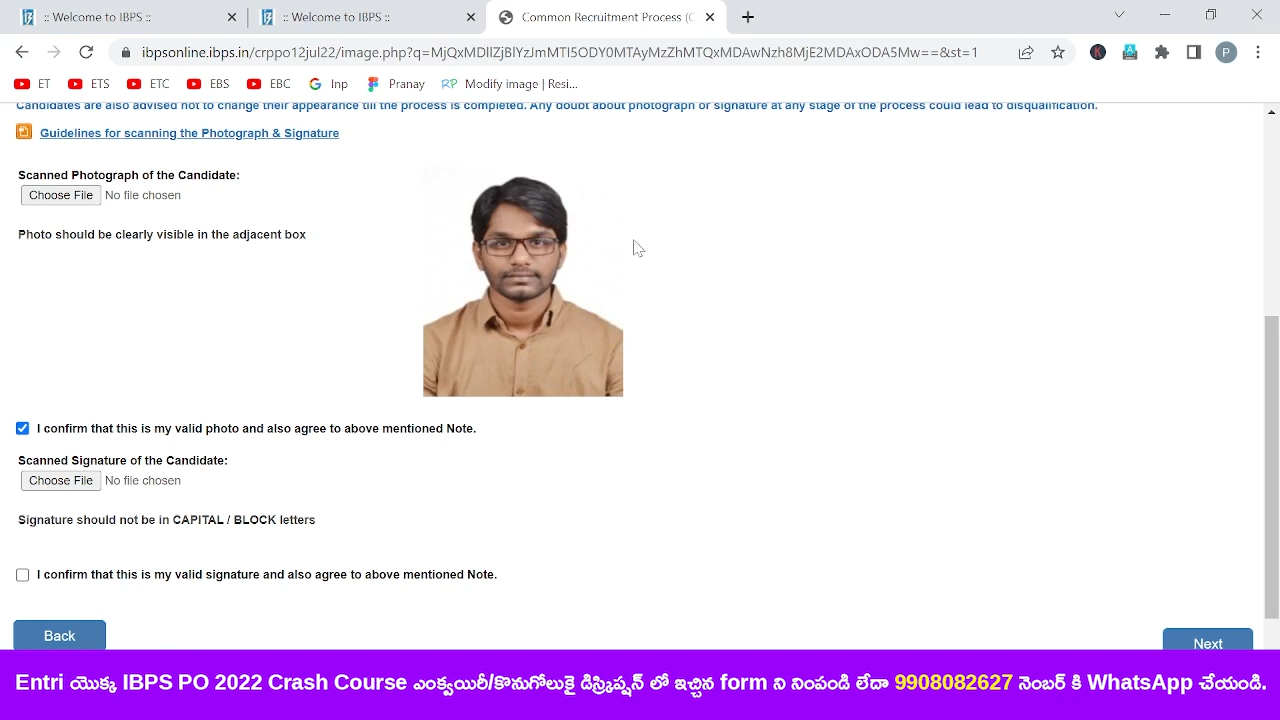 :: Welcome to IBPS ::
:: Welcome to IBPS ::
Common Recruitment Process (C
ibpsonline.ibps.in/crppo12jul22/image.php?q=MjQxMDllZjBlYzJmMTI5ODY0MTAyMzZhMTQxMDAwNzh8MjE2MDAxODA5Mw==&st=1
ET
ETS
ETC
EBS
EBC
Inp
Pranay
Modify image | Resi...
Candidates are also advised not to change their appearance till the process is completed. Any doubt about photograph or signature at any stage of the process could lead to disqualification.
Guidelines for scanning the Photograph & Signature
Scanned Photograph of the Candidate:
Choose File No file chosen
Photo should be clearly visible in the adjacent box
I confirm that this is my valid photo and also agree to above mentioned Note.
Scanned Signature of the Candidate:
Choose File No file chosen
Signature should not be in CAPITAL / BLOCK letters
I confirm that this is my valid signature and also agree to above mentioned Note.
Back
Next
Entri యొక్క IBPS PO 2022 Crash Course ఎంక్వయిరీ/కొనుగోలుకై డిస్క్రిప్షన్ లో ఇచ్చిన form ని నింపండి లేదా 9908082627 నెంబర్ కి WhatsApp చేయండి.